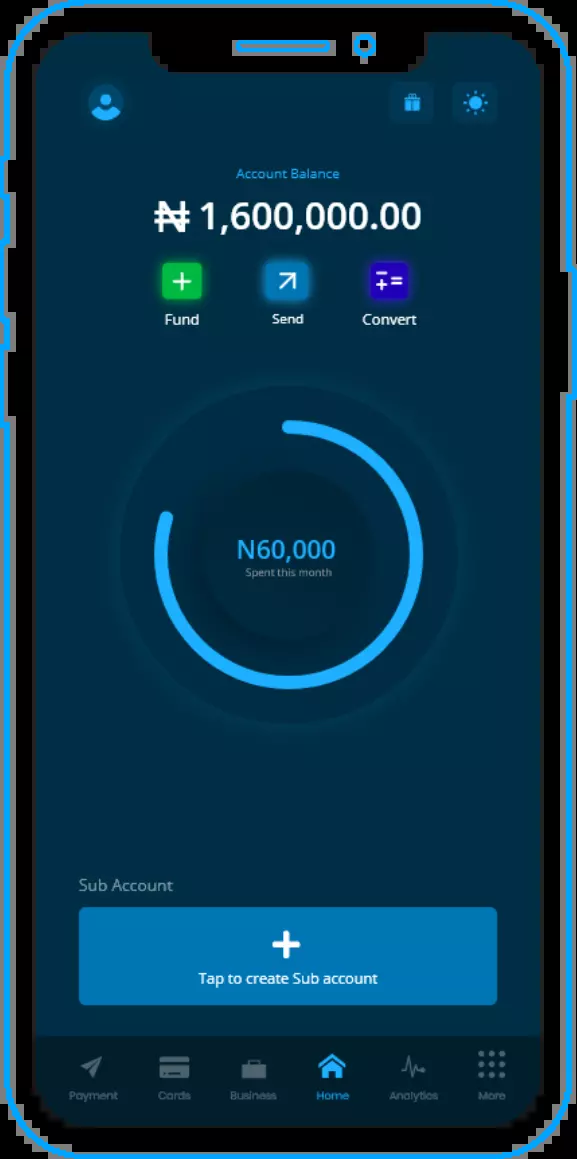 Account Balance
₦ 1,600,000.00
Fund
Send
Convert
N60,000
Spent this month
Sub Account
Tap to create Sub account
Payment
Cards
Business
Home
Analytics
More